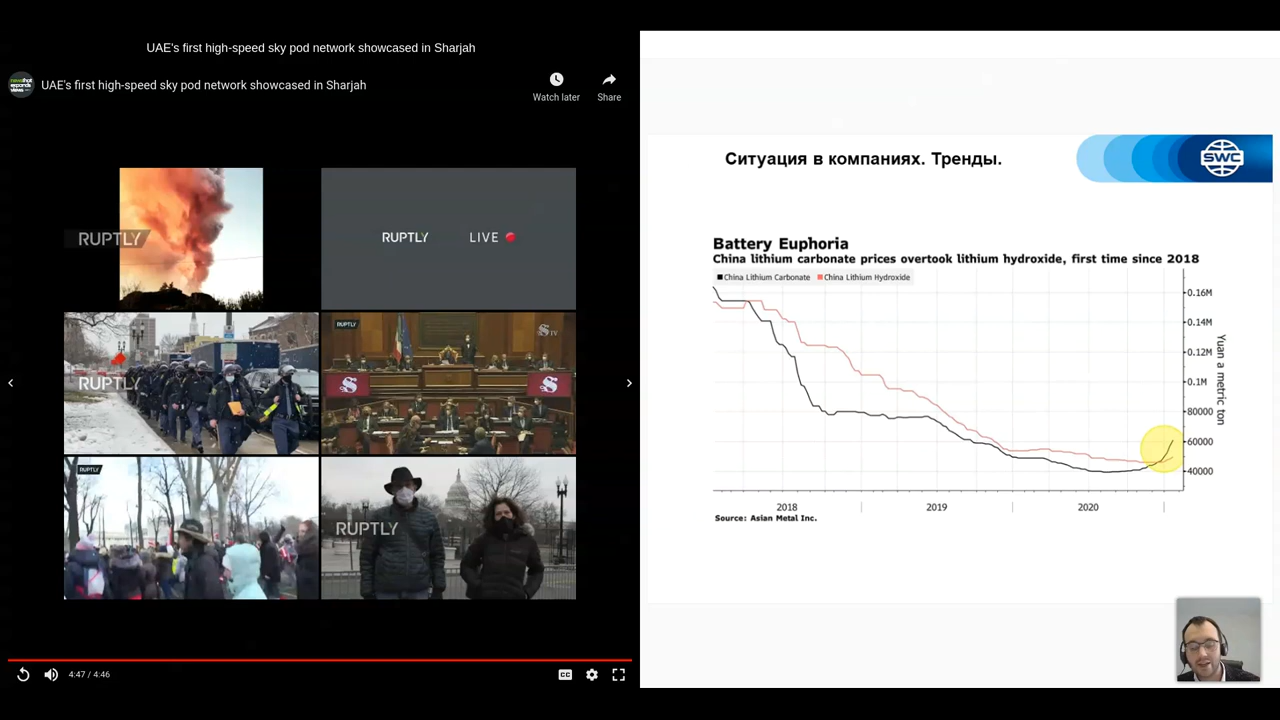 UAE's first high-speed sky pod network showcased in Sharjah
UAE's first high-speed sky pod network showcased in Sharjah
Watch later
Share
RUPTLY
RUPTLY LIVE
RUPTLY
RUPTLY
RUPTLY
RUPTLY
4:47 / 4:46
CC
Ситуация в компаниях. Тренды.
SWC
Battery Euphoria
China lithium carbonate prices overtook lithium hydroxide, first time since 2018
China Lithium Carbonate China Lithium Hydroxide
0.16M
0.14M
0.12M
0.1M
80000
60000
40000
Yuan a metric ton
2018 2019 2020
Source: Asian Metal Inc.